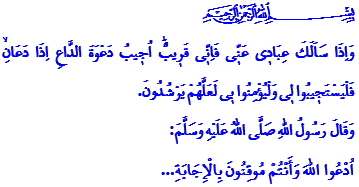 بِسْمِ اللّٰهِ الرَّحْمٰنِ الرَّحِيمِ
وَاِذَا سَاَلَكَ عِبَادِى عَنِّى فَاِنِّى قَرِيبٌ اُجِيبُ دَعْوَةَ الدَّاعِ اِذَا دَعَانِۙ
فَلْيَسْتَجِيبُوا لِى وَلْيُؤْمِنُوا بِى لَعَلَّهُمْ يَرْشُدُونَ.
وَقَالَ رَسُولُ اللّٰهِ صَلَّى اللّٰهُ عَلَيْهِ وَسَلَّمَ:
اُدْعُوا اللّٰهَ وَأَنْتُمْ مُوقِنُونَ بِالْإِجَابَةِ...